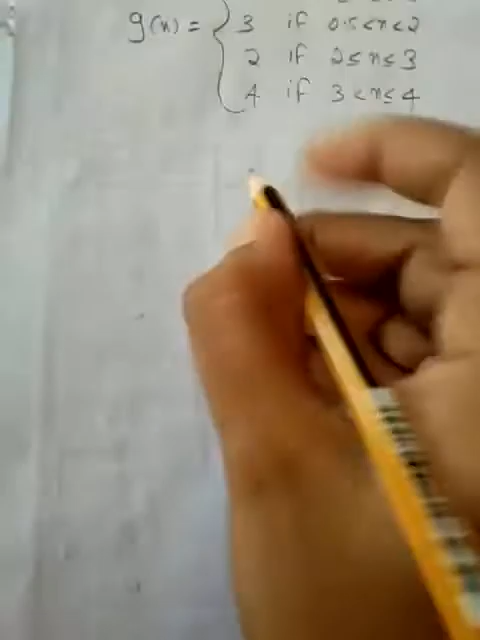 g(x) = { 3 if 0.5<x<2
2 if 2≤x≤3
4 if 3<x≤4